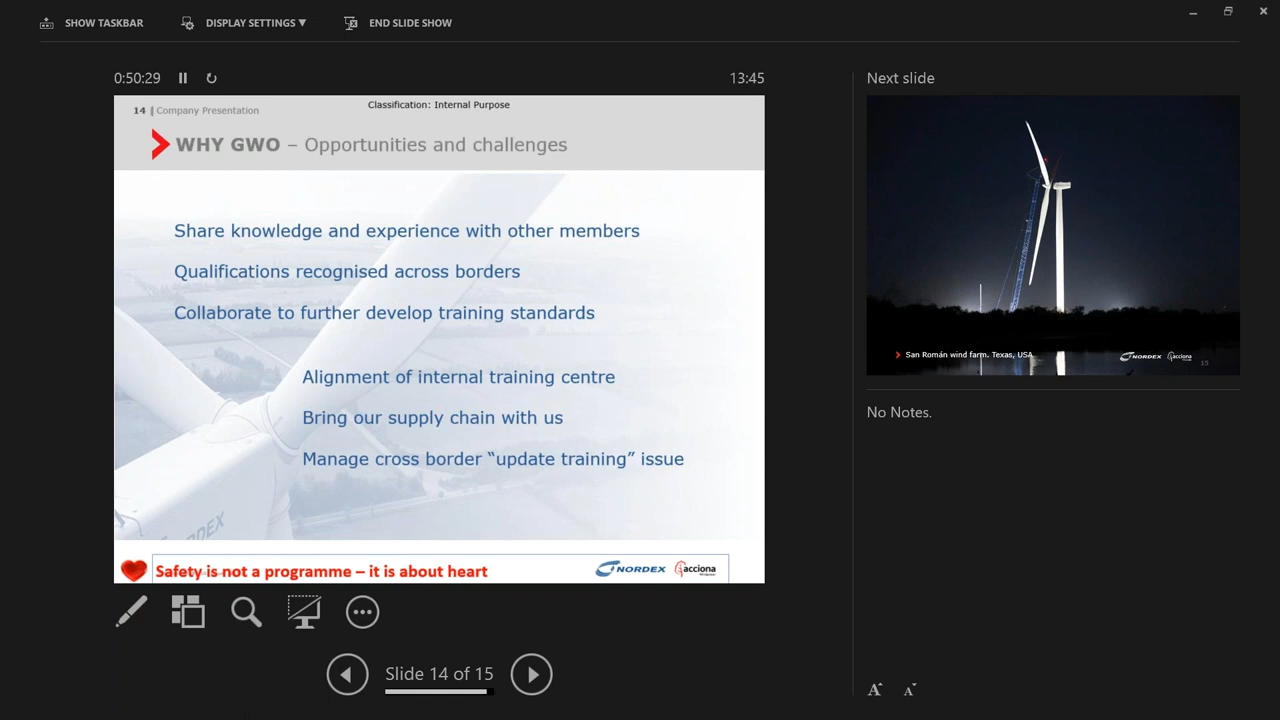 SHOW TASKBAR
DISPLAY SETTINGS ▼
END SLIDE SHOW
0:50:29
13:45
14 | Company Presentation
Classification: Internal Purpose
WHY GWO – Opportunities and challenges
Share knowledge and experience with other members
Qualifications recognised across borders
Collaborate to further develop training standards
Alignment of internal training centre
Bring our supply chain with us
Manage cross border “update training” issue
NORDEX
Safety is not a programme – it is about heart
NORDEX
acciona
Slide 14 of 15
Next slide
San Román wind farm. Texas, USA
NORDEX
acciona
15
No Notes.
A
A